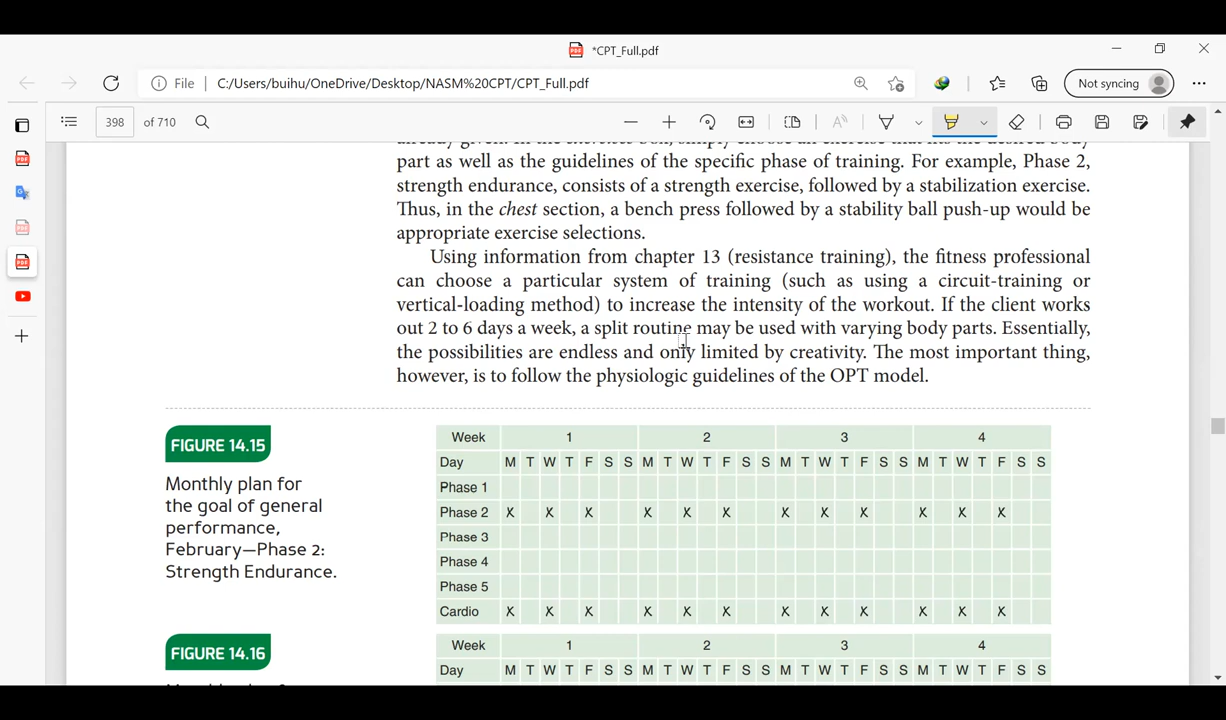 *CPT_Full.pdf
File | C:/Users/buihu/OneDrive/Desktop/NASM%20CPT/CPT_Full.pdf
Not syncing
398 of 710
part as well as the guidelines of the specific phase of training. For example, Phase 2,
strength endurance, consists of a strength exercise, followed by a stabilization exercise.
Thus, in the chest section, a bench press followed by a stability ball push-up would be
appropriate exercise selections.
Using information from chapter 13 (resistance training), the fitness professional
can choose a particular system of training (such as using a circuit-training or
vertical-loading method) to increase the intensity of the workout. If the client works
out 2 to 6 days a week, a split routine may be used with varying body parts. Essentially,
the possibilities are endless and only limited by creativity. The most important thing,
however, is to follow the physiologic guidelines of the OPT model.
FIGURE 14.15
Monthly plan for
the goal of general
performance,
February—Phase 2:
Strength Endurance.
Week 1 2 3 4
Day M T W T F S S M T W T F S S M T W T F S S M T W T F S S
Phase 1
Phase 2 X X X X X X X X X X X X
Phase 3
Phase 4
Phase 5
Cardio X X X X X X X X X X X X
FIGURE 14.16
Week 1 2 3 4
Day M T W T F S S M T W T F S S M T W T F S S M T W T F S S